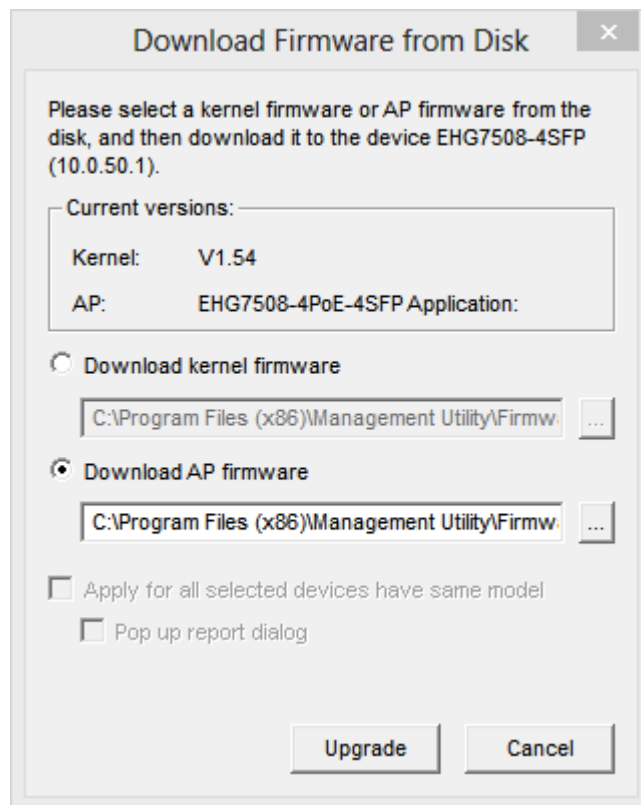 Download Firmware from Disk
Please select a kernel firmware or AP firmware from the
disk, and then download it to the device EHG7508-4SFP
(10.0.50.1).
Current versions:
Kernel: V1.54
AP: EHG7508-4PoE-4SFP Application:
Download kernel firmware
C:\Program Files (x86)\Management Utility\Firmw
...
Download AP firmware
C:\Program Files (x86)\Management Utility\Firmwa
...
Apply for all selected devices have same model
Pop up report dialog
Upgrade
Cancel